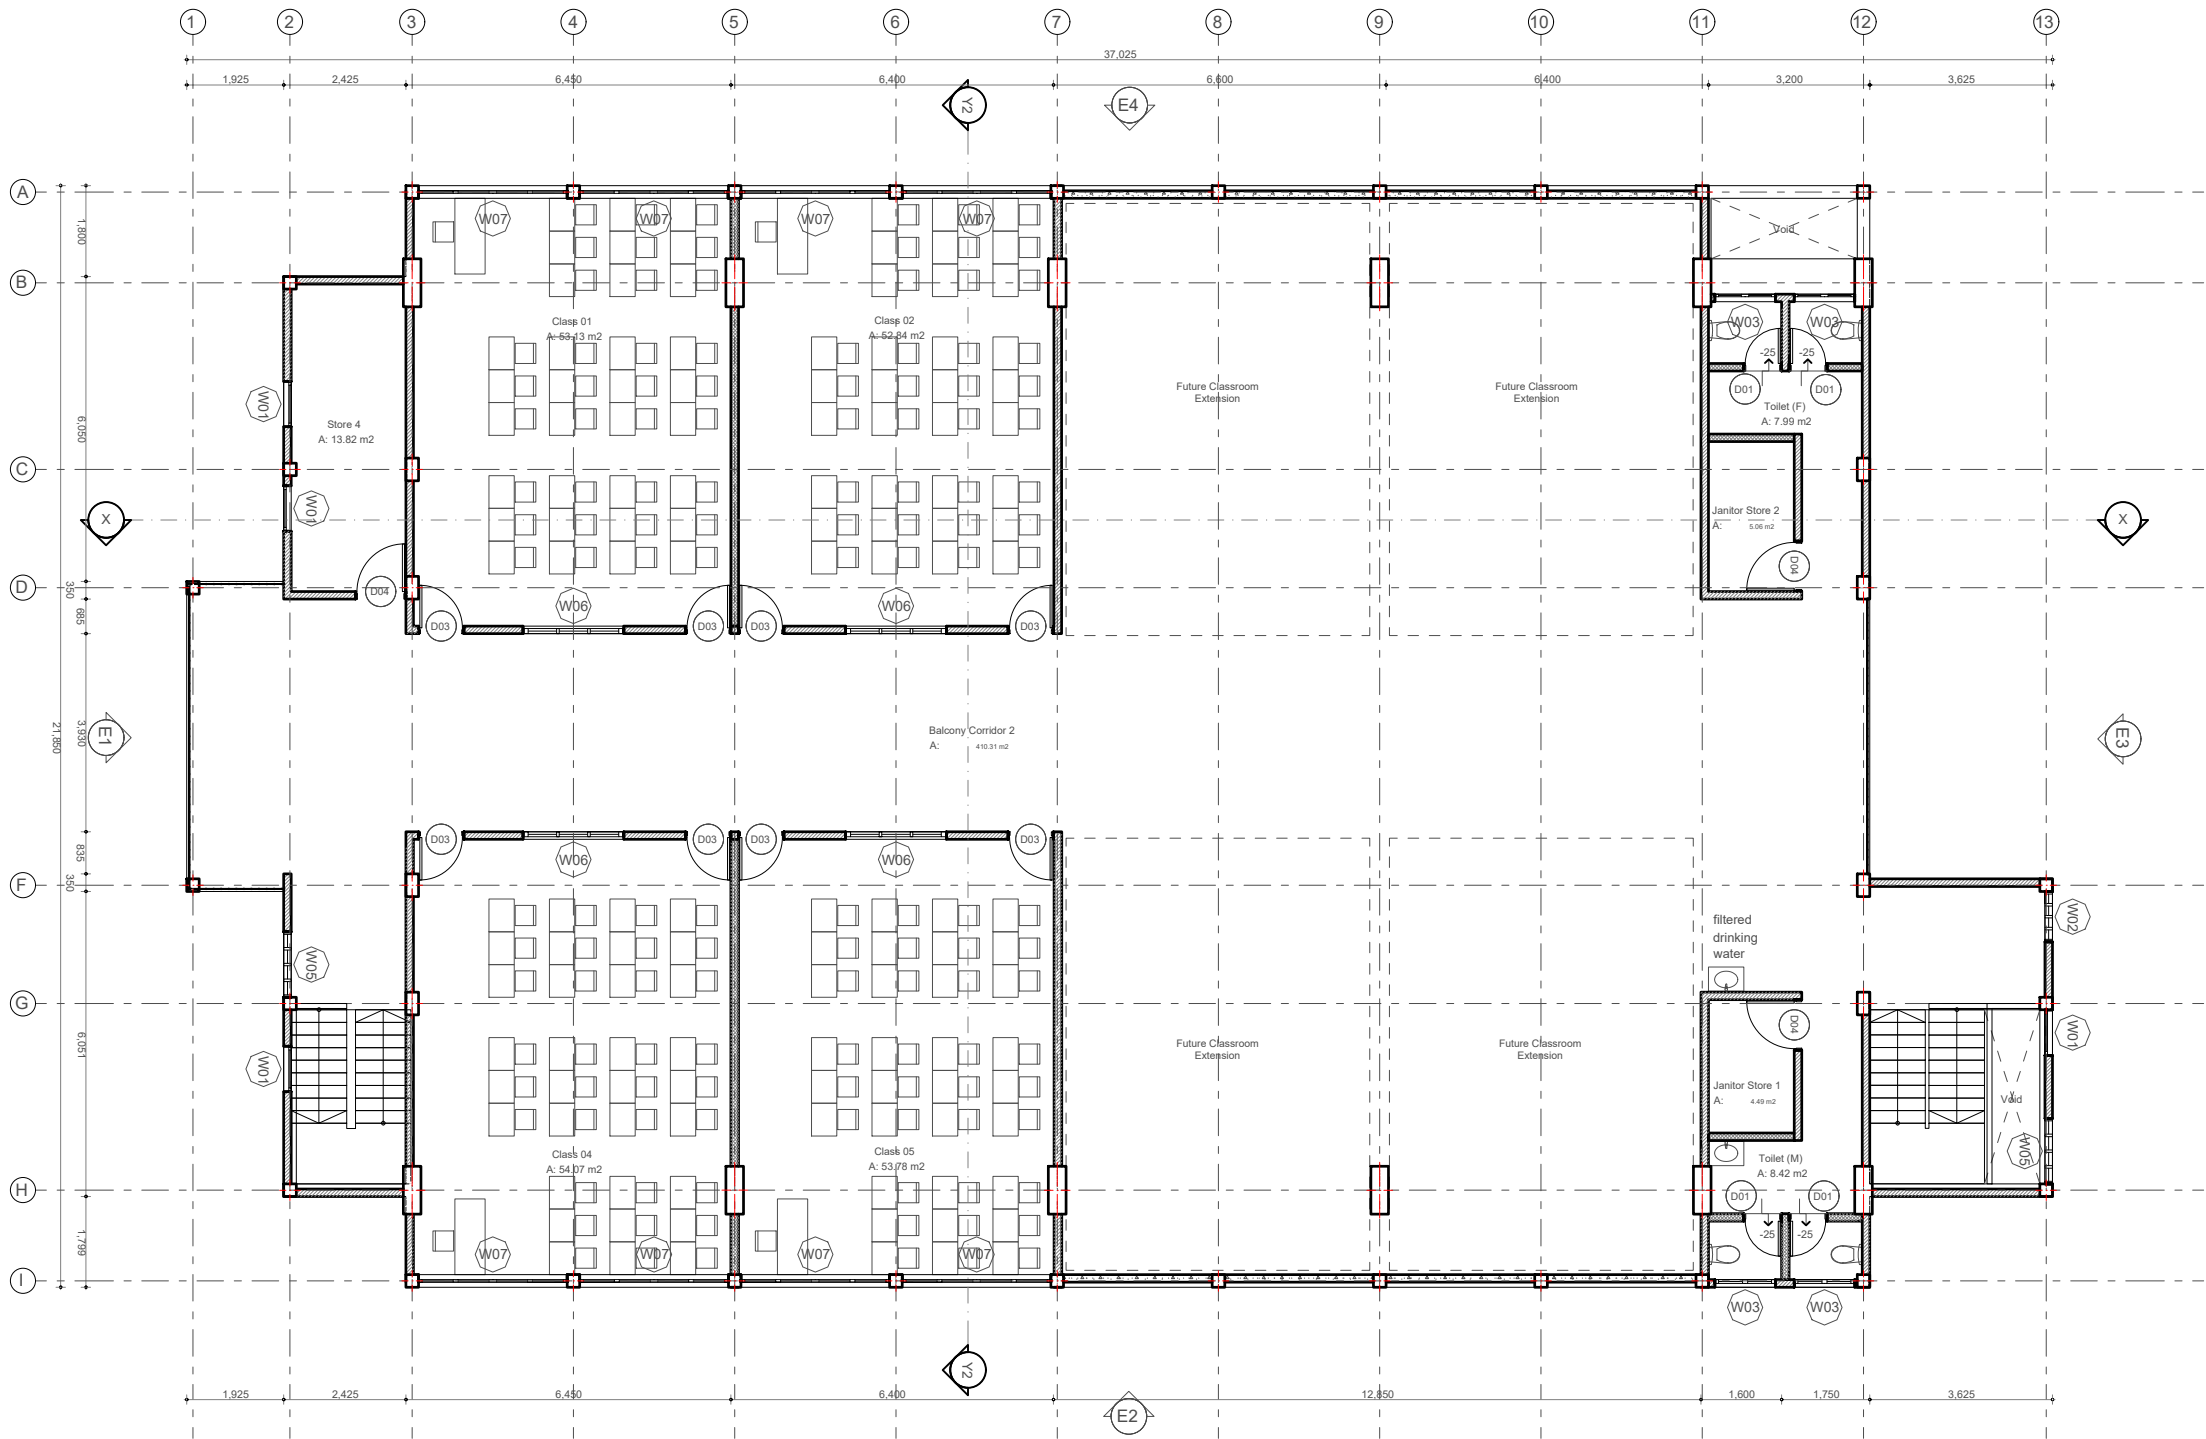 1 2 3 4 5 6 7 8 9 10 11 12 13
37,025
1,925 2,425 6,450 6,400 6,600 6,400 3,200 3,625
Y2 E4
A
W07 W07 W07 W07
1,800
Void
B
Class 01
A: 53.13 m2
Class 02
A: 52.84 m2
W03 W03
-25 -25
Future Classroom
Extension
Future Classroom
Extension
D01 D01
W01
Toilet (F)
A: 7.99 m2
Store 4
A: 13.82 m2
6,050
C
W01
Janitor Store 2
A: 5.06 m2
X X
D04
D
350
D04
W06 W06
685
D03 D03 D03 D03
21,850
3,930
E1
Balcony Corridor 2
A: 410.31 m2
E3
D03 D03 D03 D03
835
W06 W06
F
350
filtered
drinking
water
W02
W05
G
D04
W01
6,051
Future Classroom
Extension
Future Classroom
Extension
W01
Janitor Store 1
A: 4.49 m2
Void
Class 04
A: 54.07 m2
Class 05
A: 53.78 m2
W05
Toilet (M)
A: 8.42 m2
H
D01 D01
-25 -25
1,799
W07 W07 W07 W07
I
W03 W03
Y2
1,925 2,425 6,450 6,400 12,850 1,600 1,750 3,625
E2